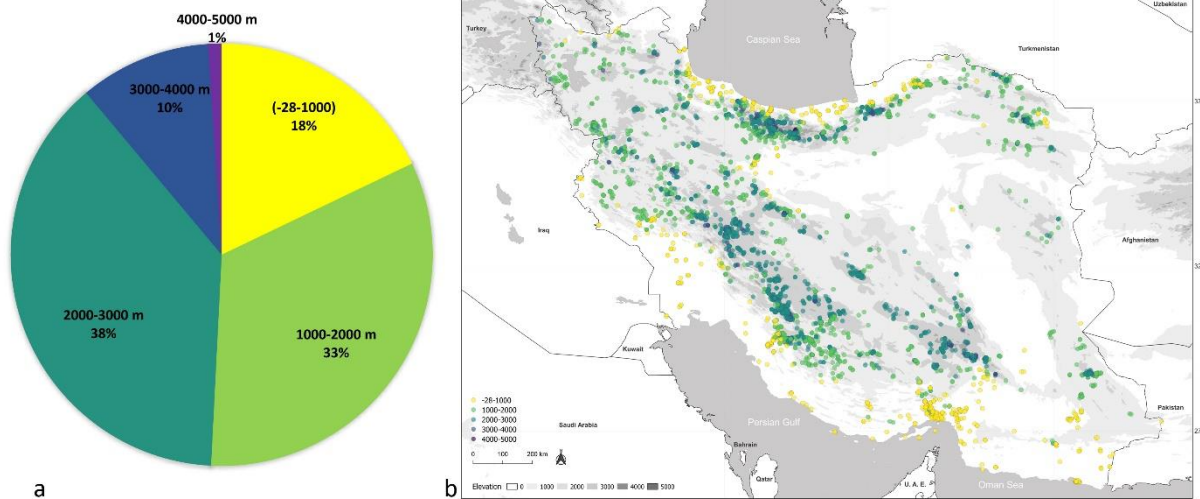 4000-5000 m
1%
3000-4000 m
10%
(-28-1000)
18%
2000-3000 m
38%
1000-2000 m
33%
a
Turkey
Caspian Sea
Uzbekistan
Turkmenistan
Iraq
Afghanistan
Kuwait
Saudi Arabia
Persian Gulf
Bahrain
Qatar
U. A. E.
Oman Sea
Pakistan
-28-1000
1000-2000
2000-3000
3000-4000
4000-5000
0 100 200 km
Elevation 0 1000 2000 3000 4000 5000
b